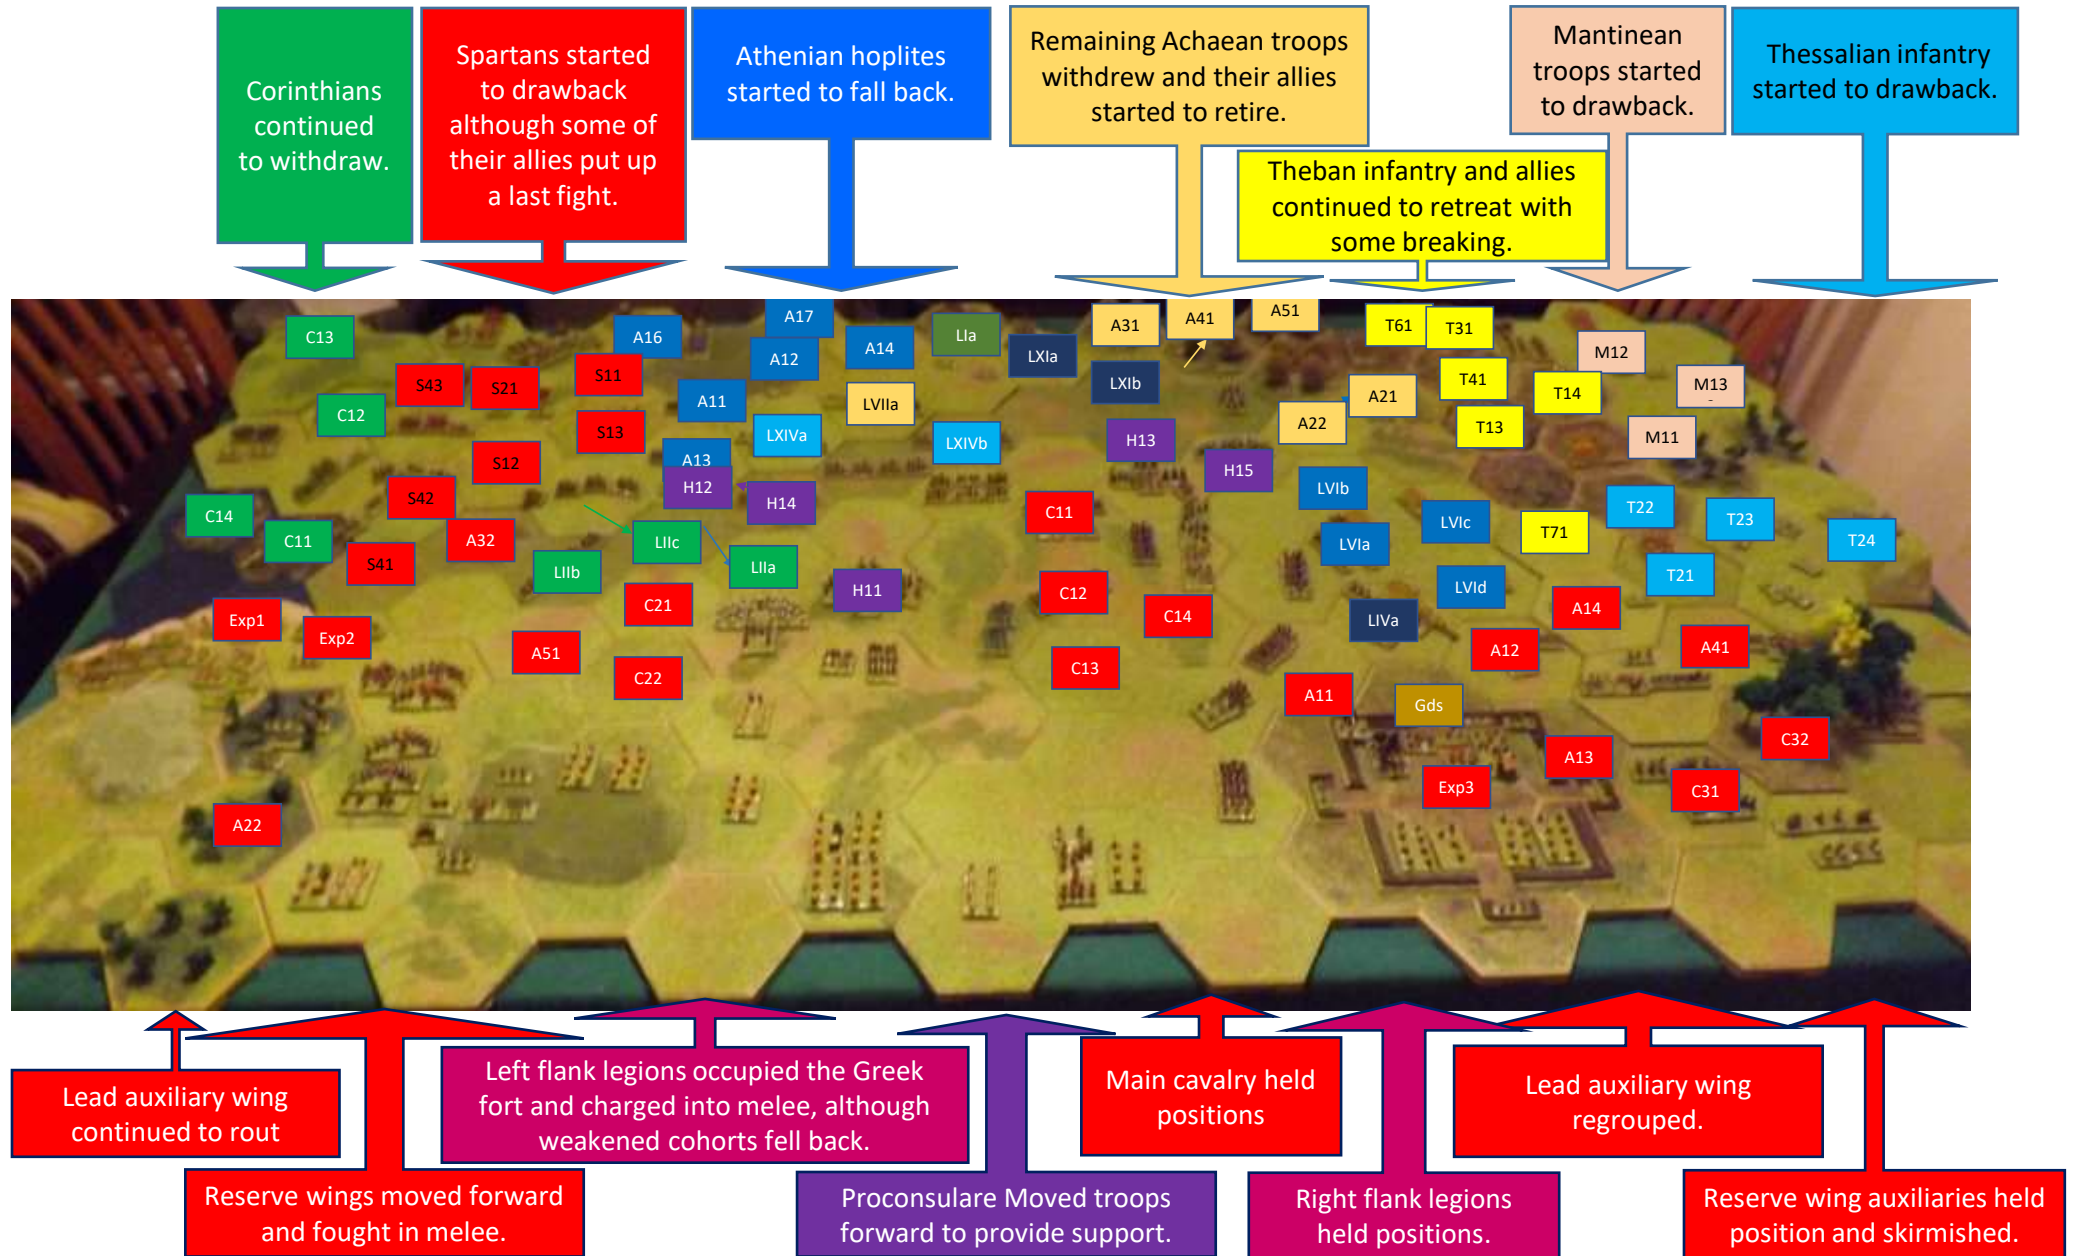 Corinthians
continued
to withdraw.
Spartans started
to drawback
although some of
their allies put up
a last fight.
Athenian hoplites
started to fall back.
Remaining Achaean troops
withdrew and their allies
started to retire.
Theban infantry and allies
continued to retreat with
some breaking.
Mantinean
troops started
to drawback.
Thessalian infantry
started to drawback.
C13
S43
S21
S11
A16
A17
A12
A14
LIa
LXIa
A31
A41
A51
T61
T31
M12
M13
C12
S13
A11
LVIIa
LXIb
A21
T41
T14
S12
A13
LXIVa
LXIVb
H13
A22
T13
M11
C14
S42
H12
H14
C11
H15
LVIb
LVIc
T22
T23
C11
S41
A32
LIIb
LIIc
LIIa
H11
C12
LVIa
T71
T21
T24
Exp1
Exp2
A51
C21
C22
C13
C14
LIVa
LVId
A14
A12
A41
A11
Gds
A13
C32
A22
Exp3
C31
Lead auxiliary wing
continued to rout
Reserve wings moved forward
and fought in melee.
Left flank legions occupied the Greek
fort and charged into melee, although
weakened cohorts fell back.
Proconsulare Moved troops
forward to provide support.
Main cavalry held
positions
Right flank legions
held positions.
Lead auxiliary wing
regrouped.
Reserve wing auxiliaries held
position and skirmished.